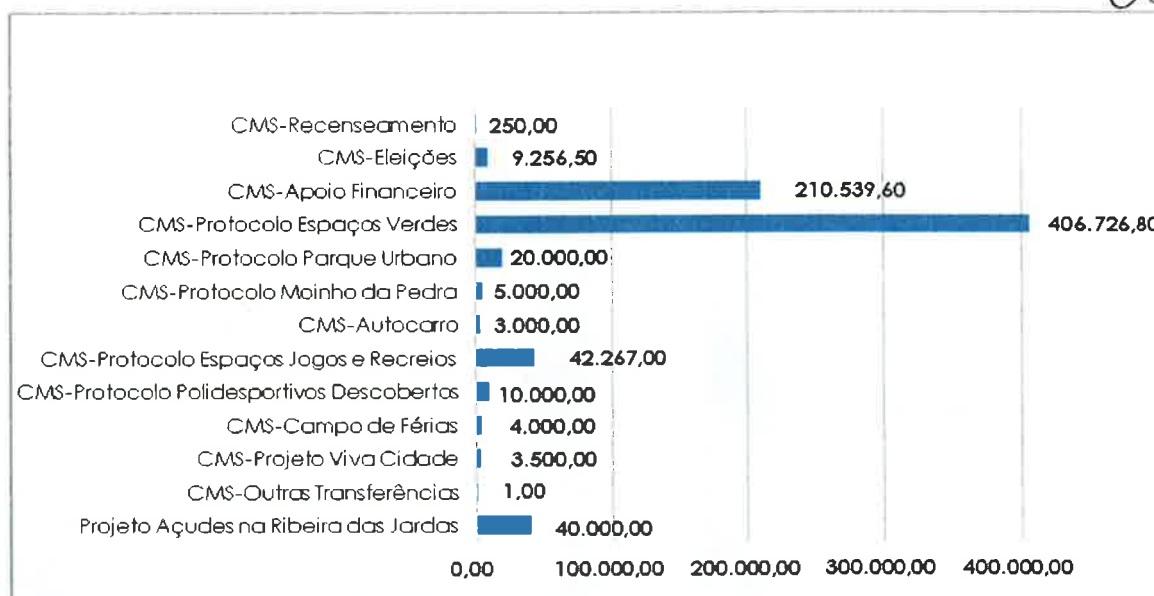 CMS-Recenseamento 250,00
CMS-Eleições 9.256,50
CMS-Apoio Financeiro 210.539,60
CMS-Protocolo Espaços Verdes 406.726,80
CMS-Protocolo Parque Urbano 20.000,00
CMS-Protocolo Moinho da Pedra 5.000,00
CMS-Autocarro 3.000,00
CMS-Protocolo Espaços Jogos e Recreios 42.267,00
CMS-Protocolo Polidesportivos Descobertos 10.000,00
CMS-Campo de Férias 4.000,00
CMS-Projeto Viva Cidade 3.500,00
CMS-Outras Transferências 1,00
Projeto Açudes na Ribeira das Jardas 40.000,00
0,00 100.000,00 200.000,00 300.000,00 400.000,00